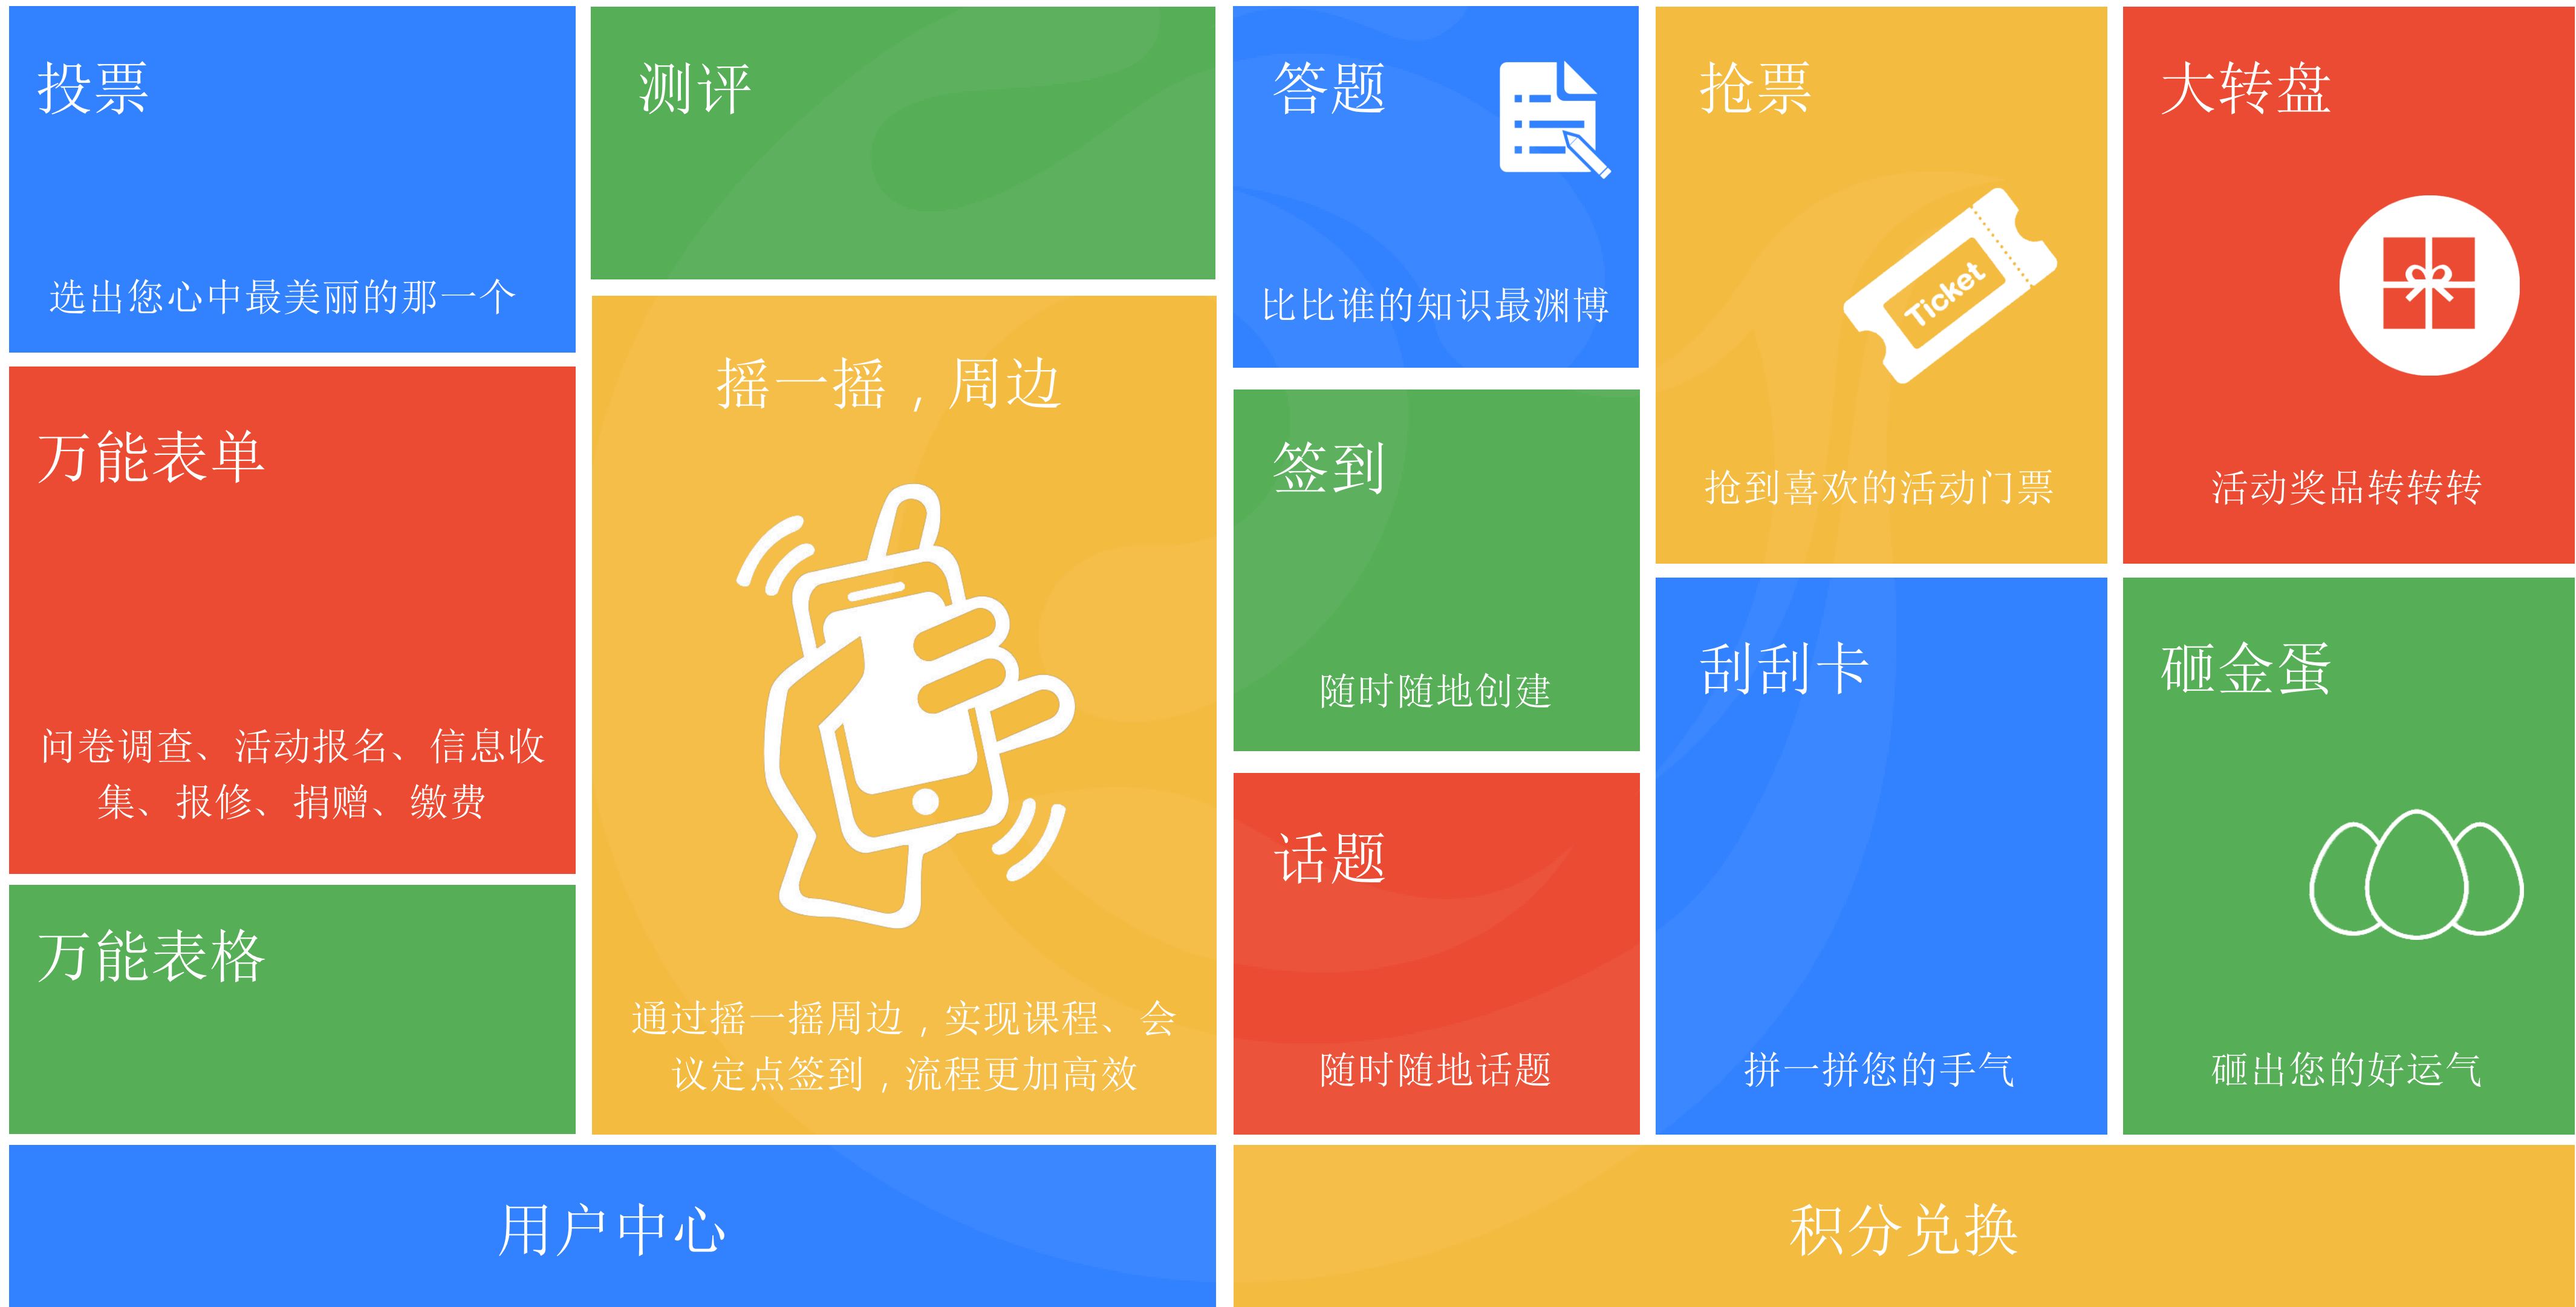 投票
选出您心中最美丽的那一个
万能表单
问卷调查、活动报名、信息收
集、报修、捐赠、缴费
万能表格
测评
摇一摇，周边
通过摇一摇周边，实现课程、会
议定点签到，流程更加高效
答题
比比谁的知识最渊博
签到
随时随地创建
话题
随时随地话题
抢票
Ticket
抢到喜欢的活动门票
刮刮卡
拼一拼您的手气
大转盘
活动奖品转转转
砸金蛋
砸出您的好运气
用户中心
积分兑换